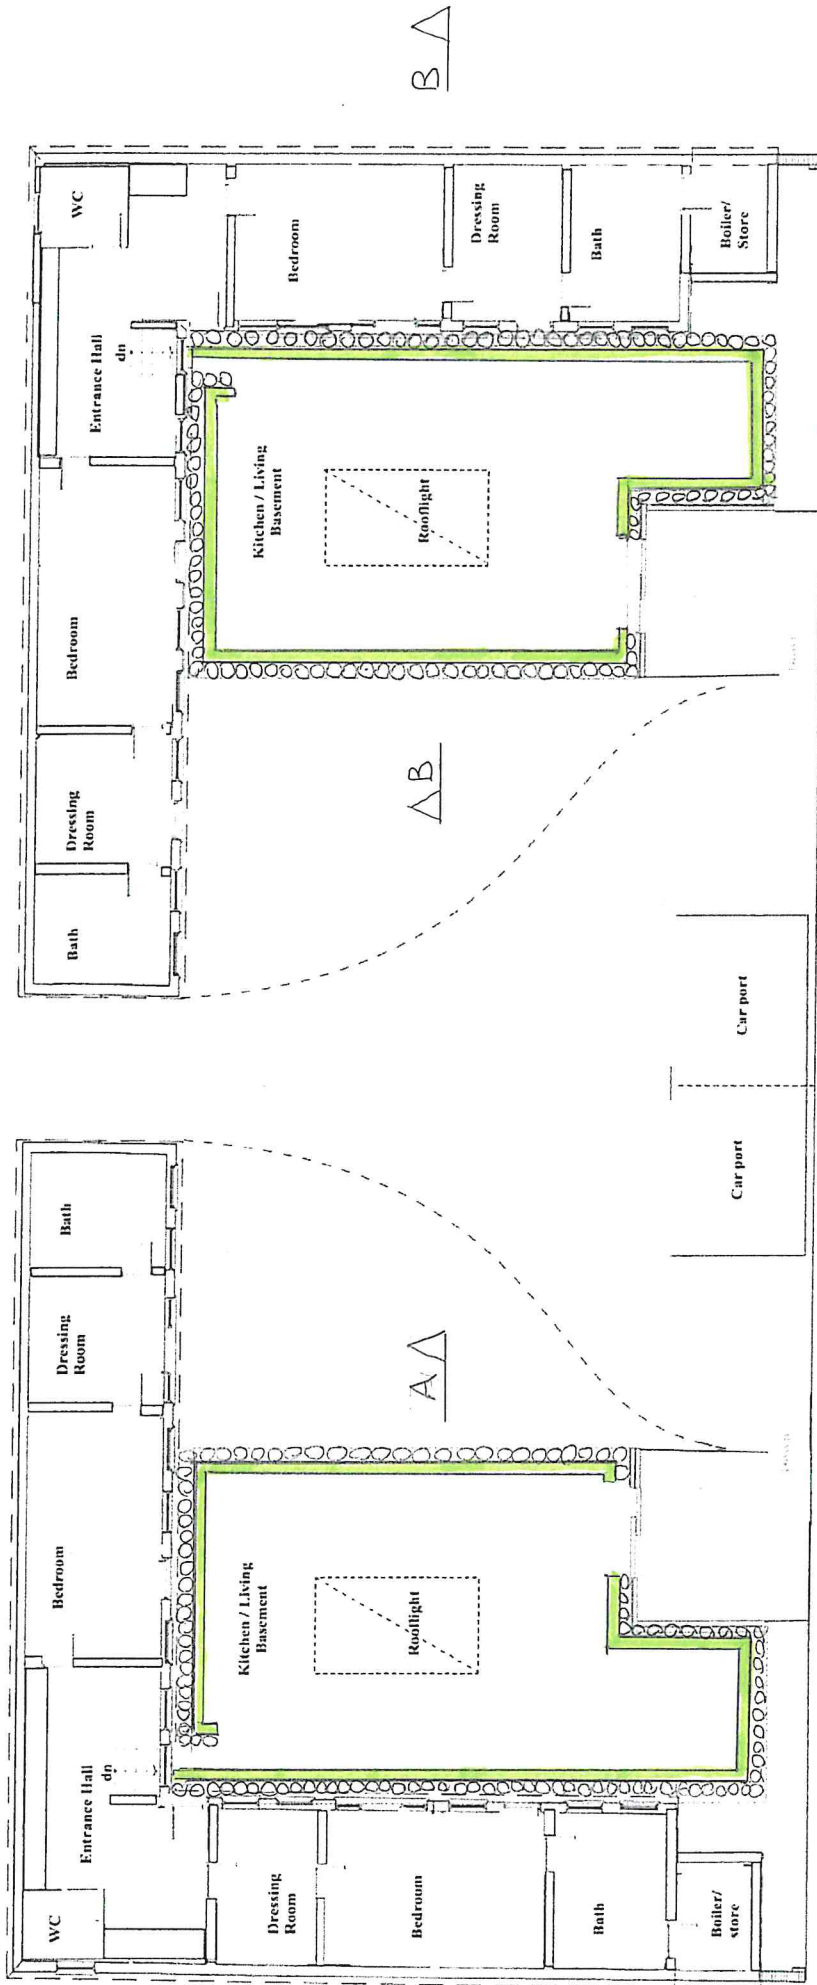 WC
Entrance Hall
dn
Bedroom
Dressing
Room
Bath
Bath
Dressing
Room
Bedroom
Entrance Hall
dn
WC
Dressing
Room
Bedroom
Bath
Boiler/
store
Kitchen / Living
Basement
Rooflight
A
Car port
Car port
B
Kitchen / Living
Basement
Rooflight
Bedroom
Dressing
Room
Bath
Boiler/
Store
B